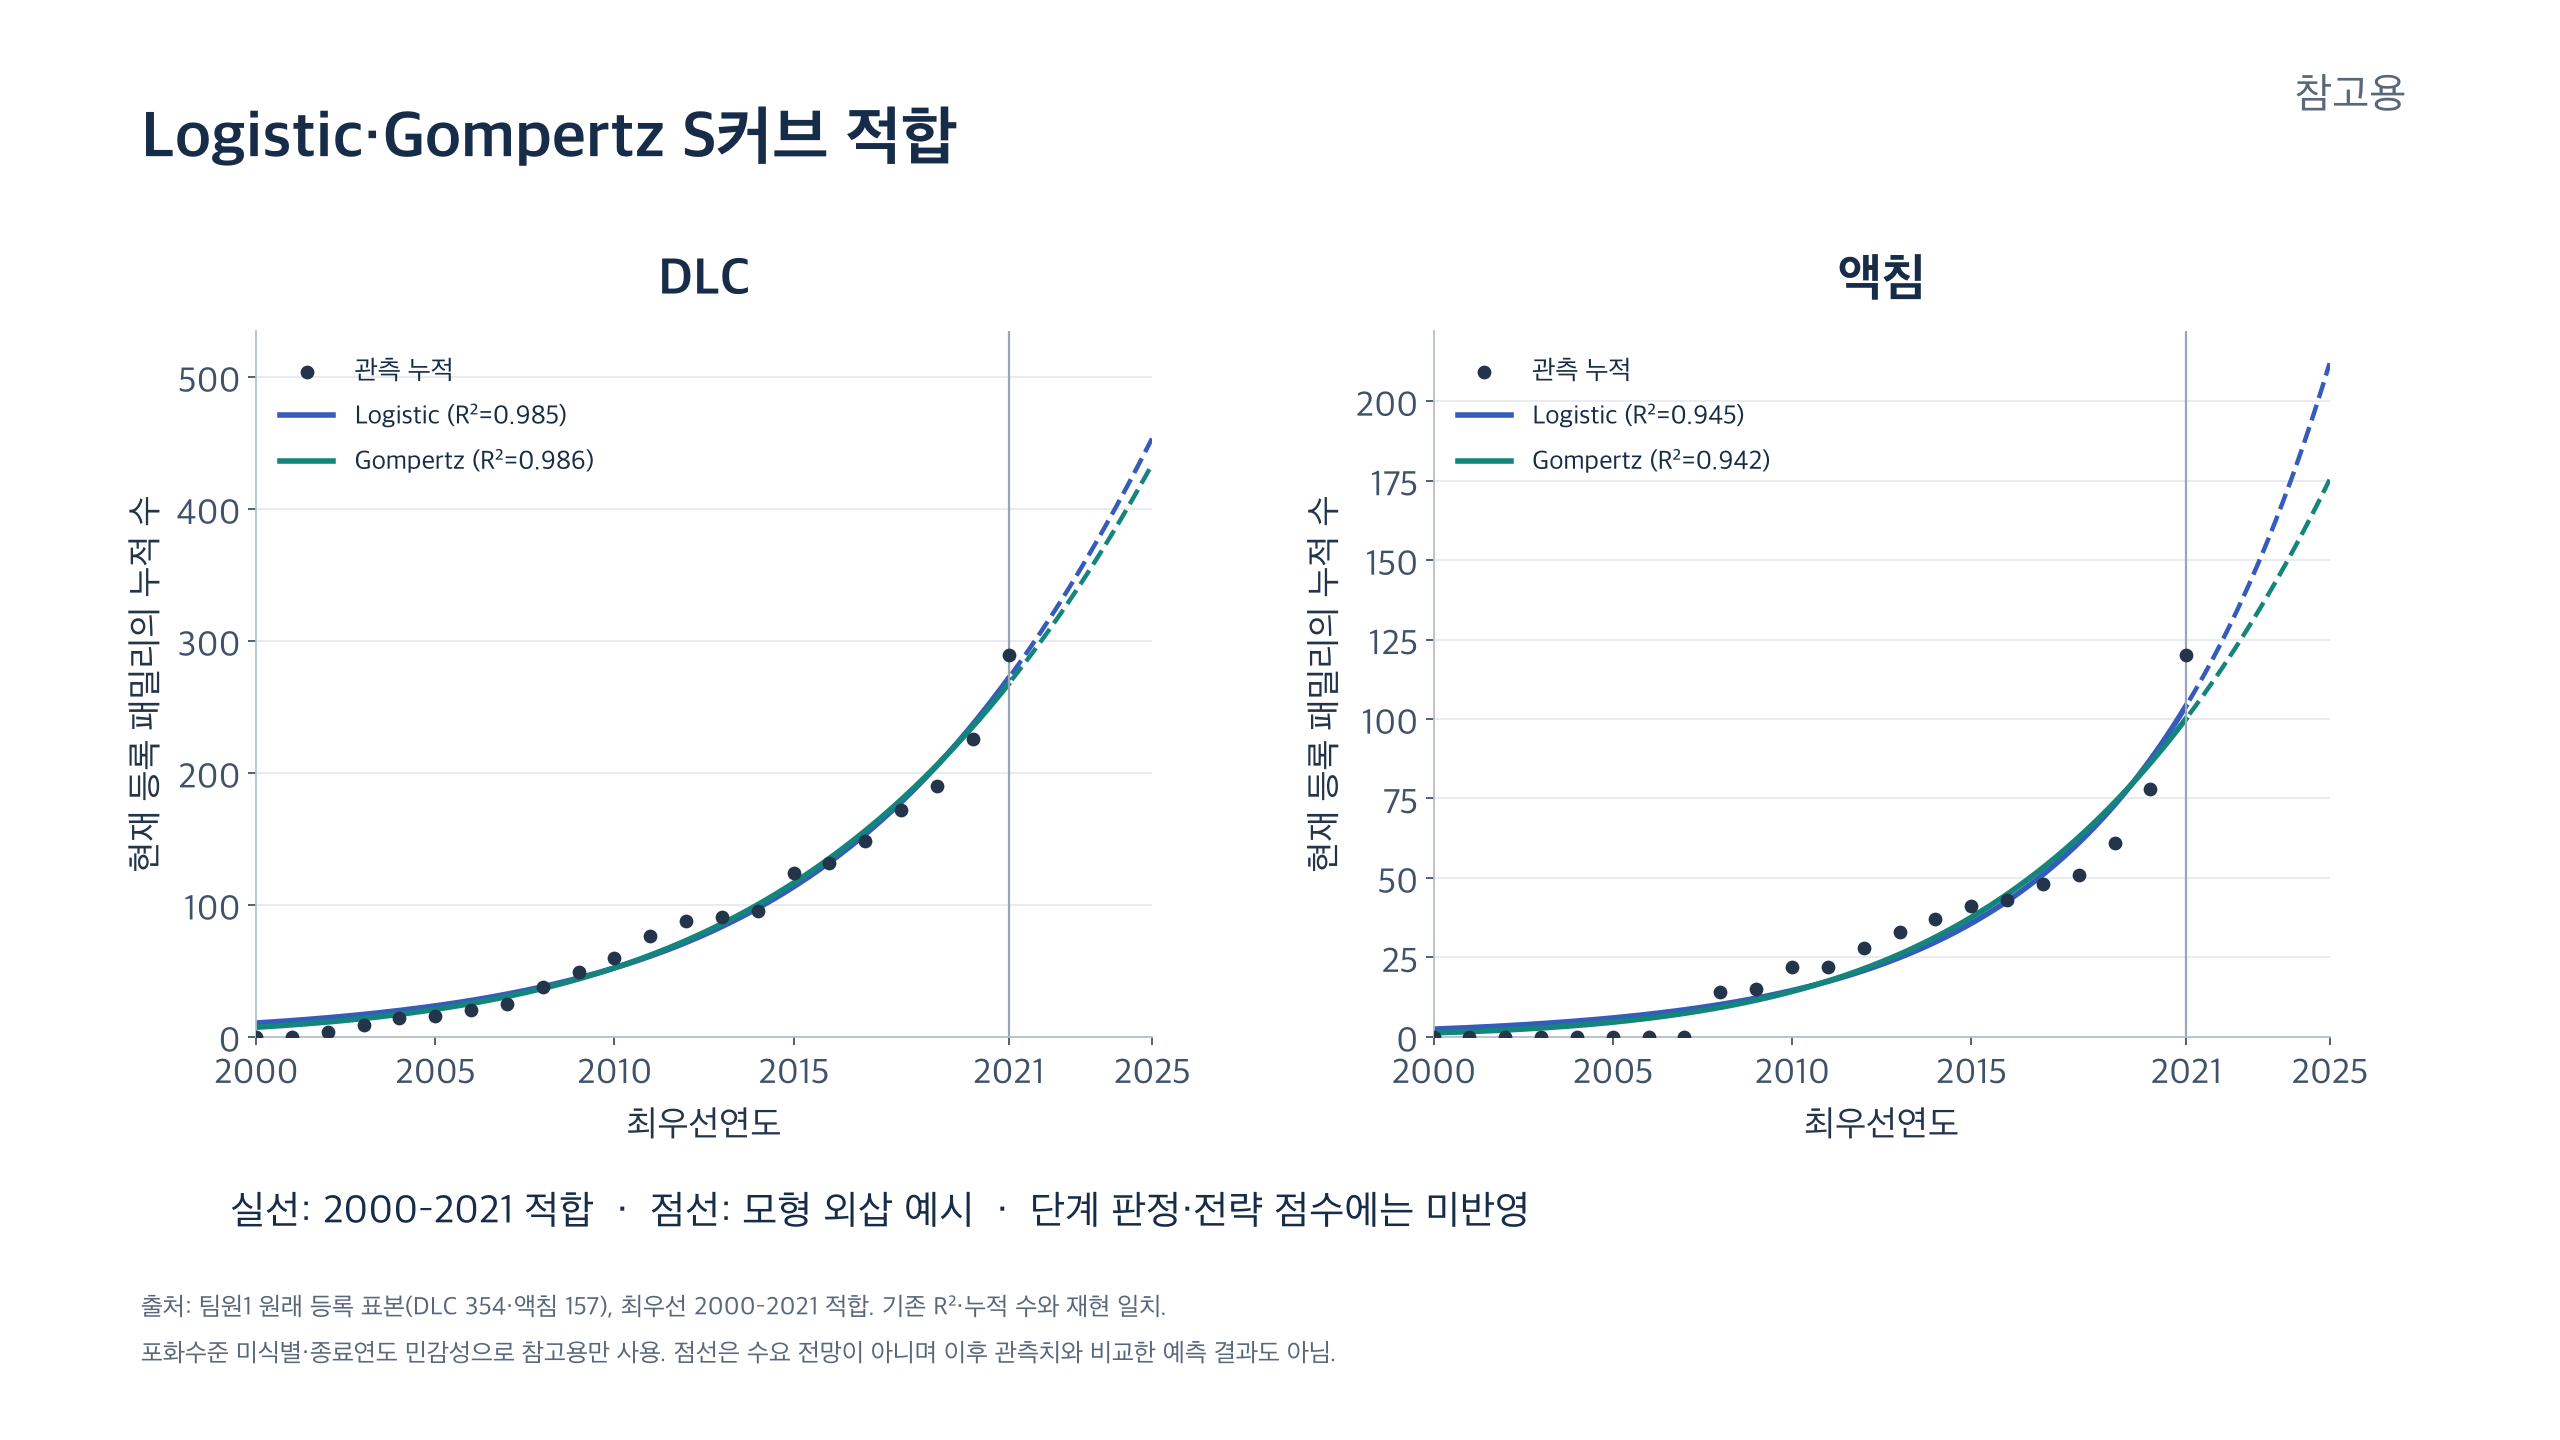 참고용
Logistic·Gompertz S커브 적합
DLC
관측 누적
Logistic (R²=0.985)
Gompertz (R²=0.986)
현재 등록 패밀리의 누적 수
500
400
300
200
100
0
2000 2005 2010 2015 2021 2025
최우선연도
액침
관측 누적
Logistic (R²=0.945)
Gompertz (R²=0.942)
현재 등록 패밀리의 누적 수
200
175
150
125
100
75
50
25
0
2000 2005 2010 2015 2021 2025
최우선연도
실선: 2000-2021 적합 · 점선: 모형 외삽 예시 · 단계 판정·전략 점수에는 미반영
출처: 팀원1 원래 등록 표본(DLC 354·액침 157), 최우선 2000-2021 적합. 기존 R²·누적 수와 재현 일치.
포화수준 미식별·종료연도 민감성으로 참고용만 사용. 점선은 수요 전망이 아니며 이후 관측치와 비교한 예측 결과도 아님.